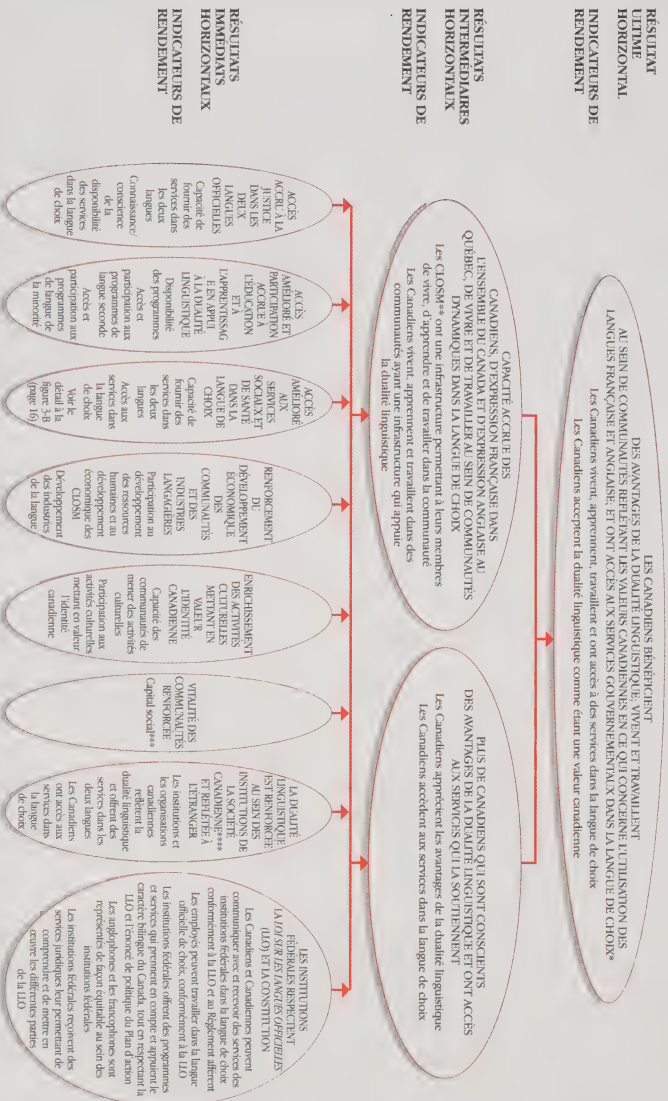 RÉSULTAT
ULTIME
HORIZONTAL
INDICATEURS DE
RENDEMENT
LES CANADIENS BÉNÉFICIENT
DES AVANTAGES DE LA DUALITÉ LINGUISTIQUE, VIVENT ET TRAVAILLENT
AU SEIN DE COMMUNAUTÉS REFLÉTANT LES VALEURS CANADIENNES EN CE QUI CONCERNE L'UTILISATION DES
LANGUES FRANÇAISE ET ANGLAISE, ET ONT ACCÈS AUX SERVICES GOUVERNEMENTAUX DANS LA LANGUE DE CHOIX*
Les Canadiens vivent, apprennent, travaillent et ont accès à des services dans la langue de choix
Les Canadiens acceptent la dualité linguistique comme étant une valeur canadienne
RÉSULTATS
INTERMÉDIAIRES
HORIZONTAUX
INDICATEURS DE
RENDEMENT
CAPACITÉ ACCRUE DES
CANADIENS, D'EXPRESSION FRANÇAISE DANS
L'ENSEMBLE DU CANADA ET D'EXPRESSION ANGLAISE AU
QUÉBEC, DE VIVRE ET DE TRAVAILLER AU SEIN DE COMMUNAUTÉS
DYNAMIQUES DANS LA LANGUE DE CHOIX
Les CLOSM** ont une infrastructure permettant à leurs membres
de vivre, d'apprendre et de travailler dans la communauté
Les Canadiens vivent, apprennent et travaillent dans des
communautés ayant une infrastructure qui appuie
la dualité linguistique
PLUS DE CANADIENS QUI SONT CONSCIENTS
DES AVANTAGES DE LA DUALITÉ LINGUISTIQUE ET ONT ACCÈS
AUX SERVICES QUI LA SOUTIENNENT
Les Canadiens apprécient les avantages de la dualité linguistique
Les Canadiens accèdent aux services dans la langue de choix
RÉSULTATS
IMMÉDIATS
HORIZONTAUX
INDICATEURS DE
RENDEMENT
ACCÈS
ACCRU À LA
JUSTICE
DANS LES
DEUX
LANGUES
OFFICIELLES
Capacité de
fournir des
services dans
les deux
langues
Connaissance/
conscience
de la
disponibilité
des services
dans la langue
de choix
ACCÈS
AMÉLIORÉ ET
PARTICIPATION
ACCRUE À
L'ÉDUCATION
ET À
L'APPRENTISSAG
E EN APPUI
À LA DUALITÉ
LINGUISTIQUE
Disponibilité
des programmes
Accès et
participation aux
programmes de
langue seconde
Accès et
participation aux
programmes
de langue de
la minorité
ACCÈS
AMÉLIORÉ
AUX
SERVICES
SOCIAUX ET
DE SANTÉ
DANS LA
LANGUE DE
CHOIX
Capacité de
fournir des
services dans
les deux
langues
Accès aux
services dans
la langue
de choix
Voir le
détail à la
figure 3-B
(page 16)
RENFORCEMENT
DU
DÉVELOPPEMENT
ÉCONOMIQUE
DES
COMMUNAUTÉS
ET DES
INDUSTRIES
LANGAGIÈRES
Participation au
développement
des ressources
humaines et au
développement
économique des
CLOSM
Développement
des industries
de la langue
ENRICHISSEMENT
DES ACTIVITÉS
CULTURELLES
METTANT EN
VALEUR
L'IDENTITÉ
CANADIENNE
Capacité des
communautés de
mener des activités
culturelles
Participation aux
activités culturelles
mettant en valeur
l'identité
canadienne
VITALITÉ DES
COMMUNAUTÉS
RENFORCÉE
Capital social***
LA DUALITÉ
LINGUISTIQUE
EST RENFORCÉE
AU SEIN DES
INSTITUTIONS DE
LA SOCIÉTÉ
CANADIENNE****
ET REFLÉTÉE À
L'ÉTRANGER
Les institutions et
les organisations
canadiennes
reflètent la
dualité linguistique
et offrent des
services dans les
deux langues
Les Canadiens
ont accès aux
services dans
la langue
de choix
LES INSTITUTIONS
FÉDÉRALES RESPECTENT
LA LOI SUR LES LANGUES OFFICIELLES
(LLO) ET LA CONSTITUTION
Les Canadiens et Canadiennes peuvent
communiquer avec et recevoir des services des
institutions fédérales dans la langue de choix
conformément à la LLO et au Règlement afférent
Les employés peuvent travailler dans la langue
officielle de choix, conformément à la LLO
Les institutions fédérales offrent des programmes
et services qui prennent en compte et appuient le
caractère bilingue du Canada, tout en respectant la
LLO et l'énoncé de politique du Plan d'action
Les anglophones et les francophones sont
représentés de façon équitable au sein des
institutions fédérales
Les institutions fédérales reçoivent des
services juridiques leur permettant de
comprendre et de mettre en
œuvre les différentes parties
de la LLO